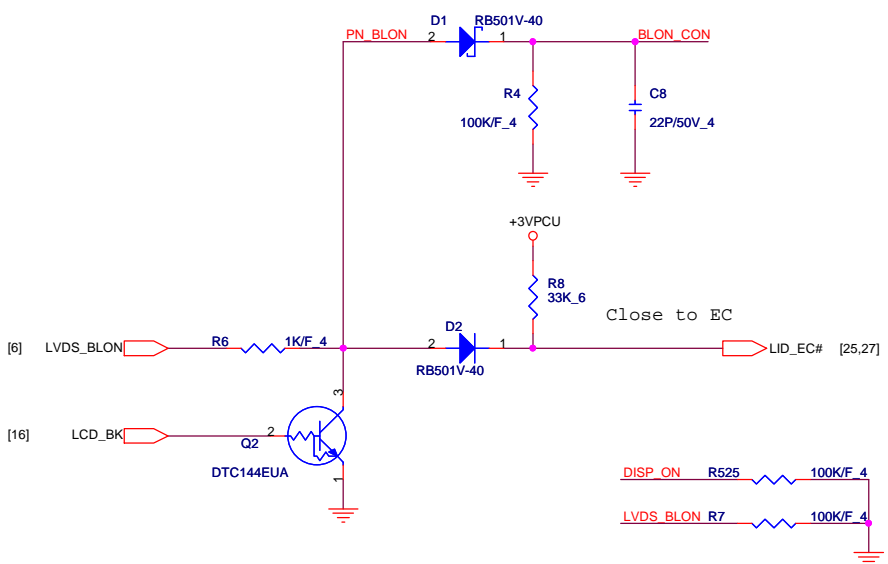 D1 RB501V-40
PN_BLON 2 1 BLON_CON
R4 C8
100K/F_4 22P/50V_4
+3VPCU
R8
33K_6
Close to EC
D2
[6] LVDS_BLON R6 1K/F_4 2 1 LID_EC# [25,27]
RB501V-40
3
[16] LCD_BK 2
Q2
DTC144EUA
1
DISP_ON R525 100K/F_4
LVDS_BLON R7 100K/F_4